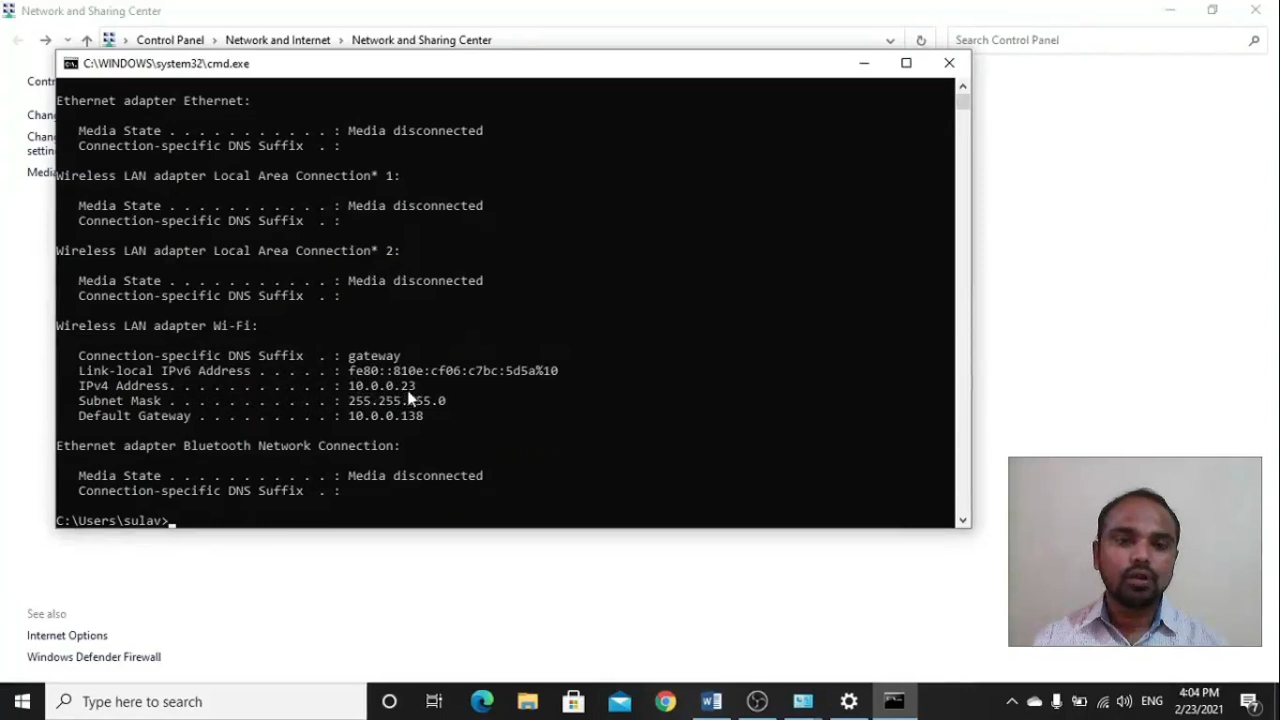 Network and Sharing Center
Control Panel > Network and Internet > Network and Sharing Center
Search Control Panel
C:\WINDOWS\system32\cmd.exe
Contr
Chang
Chang
settin
Media
Ethernet adapter Ethernet:
Media State . . . . . . . . . . . : Media disconnected
Connection-specific DNS Suffix  . :
Wireless LAN adapter Local Area Connection* 1:
Media State . . . . . . . . . . . : Media disconnected
Connection-specific DNS Suffix  . :
Wireless LAN adapter Local Area Connection* 2:
Media State . . . . . . . . . . . : Media disconnected
Connection-specific DNS Suffix  . :
Wireless LAN adapter Wi-Fi:
Connection-specific DNS Suffix  . : gateway
Link-local IPv6 Address . . . . . : fe80::810e:cf06:c7bc:5d5a%10
IPv4 Address. . . . . . . . . . . : 10.0.0.23
Subnet Mask . . . . . . . . . . . : 255.255.255.0
Default Gateway . . . . . . . . . : 10.0.0.138
Ethernet adapter Bluetooth Network Connection:
Media State . . . . . . . . . . . : Media disconnected
Connection-specific DNS Suffix  . :
C:\Users\sulav>
See also
Internet Options
Windows Defender Firewall
Type here to search
ENG
4:04 PM
2/23/2021
7